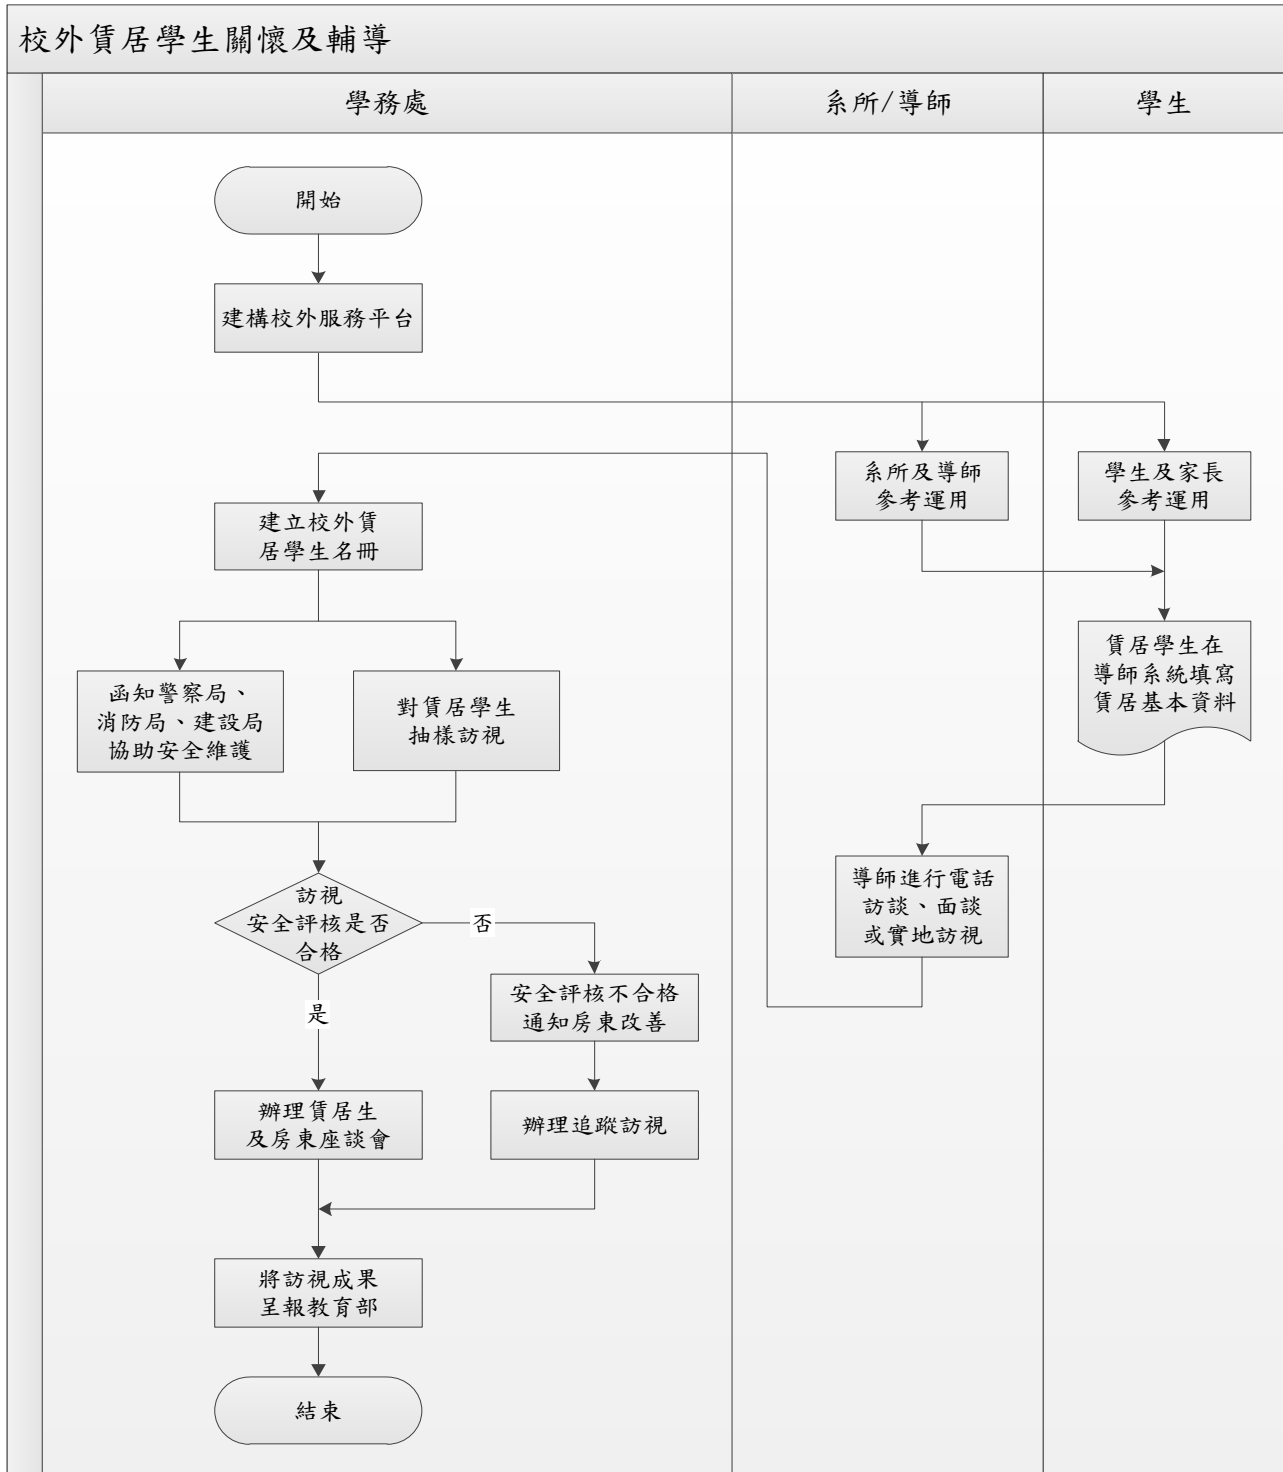 校外賃居學生關懷及輔導
學務處
系所/導師
學生
開始
建構校外服務平台
系所及導師
參考運用
學生及家長
參考運用
建立校外賃
居學生名冊
賃居學生在
導師系統填寫
賃居基本資料
函知警察局、
消防局、建設局
協助安全維護
對賃居學生
抽樣訪視
導師進行電話
訪談、面談
或實地訪視
訪視
安全評核是否
合格
否
是
安全評核不合格
通知房東改善
辦理賃居生
及房東座談會
辦理追蹤訪視
將訪視成果
呈報教育部
結束